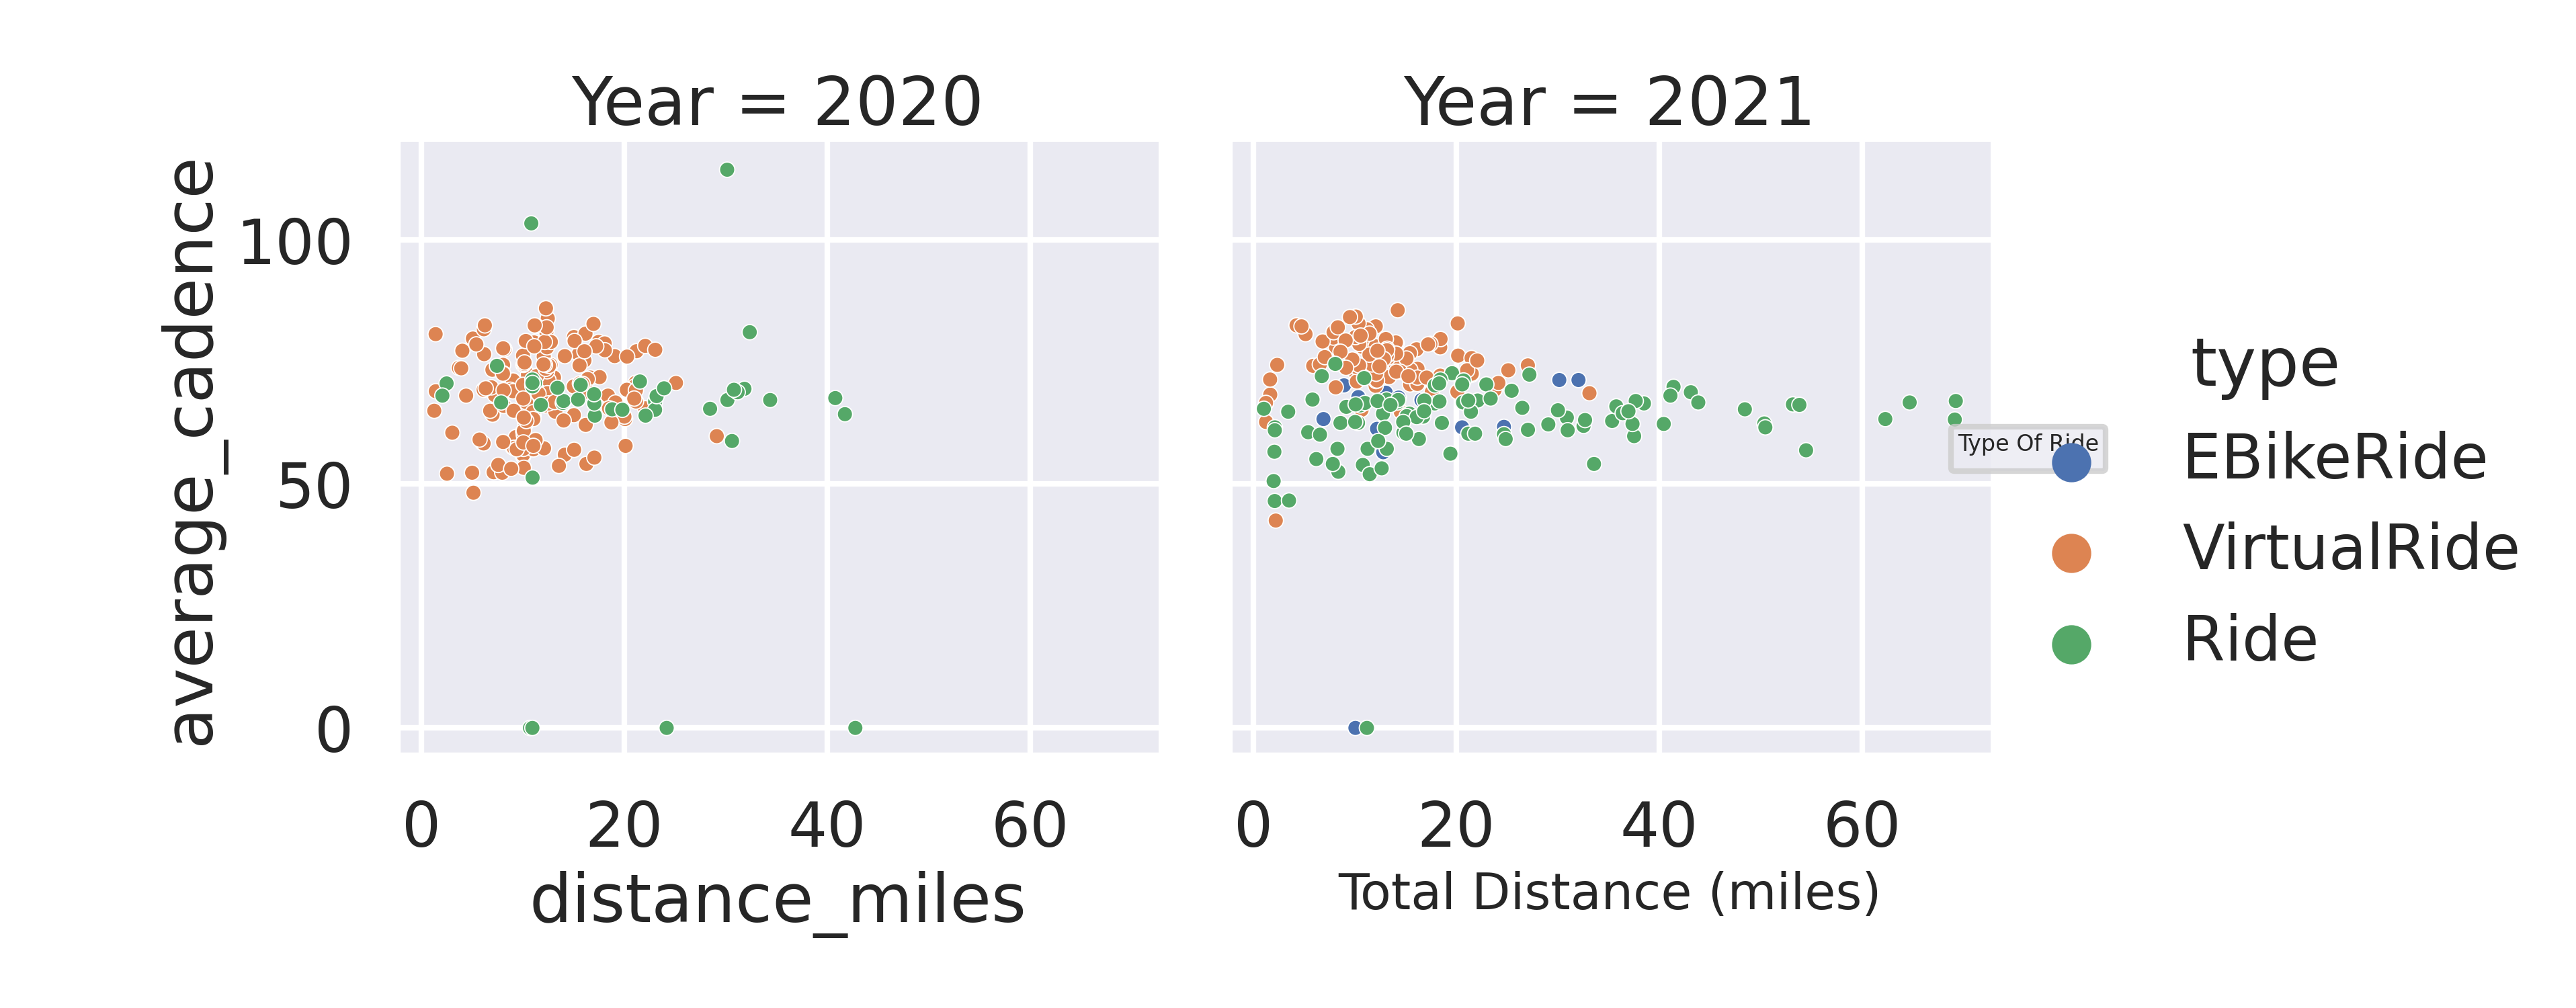 Year = 2020
Year = 2021
average_cadence
100
50
0
0 20 40 60
0 20 40 60
distance_miles
Total Distance (miles)
Type Of Ride
type
EBikeRide
VirtualRide
Ride